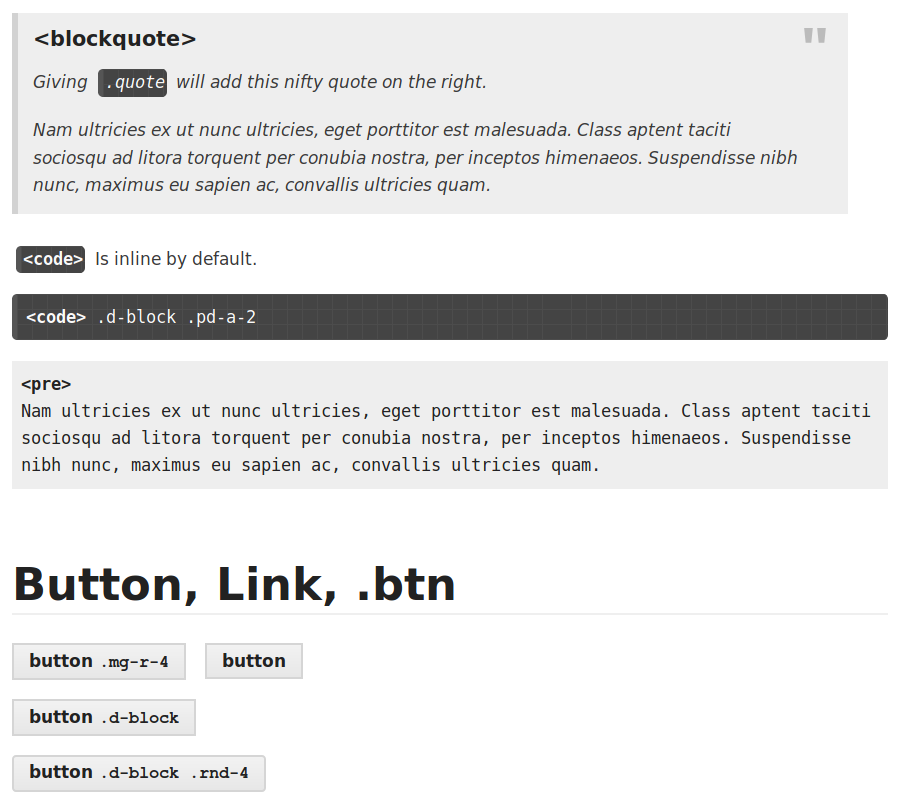 <blockquote>
"
Giving .quote will add this nifty quote on the right.
Nam ultricies ex ut nunc ultricies, eget porttitor est malesuada. Class aptent taciti
sociosqu ad litora torquent per conubia nostra, per inceptos himenaeos. Suspendisse nibh
nunc, maximus eu sapien ac, convallis ultricies quam.
<code> Is inline by default.
<code> .d-block .pd-a-2
<pre>
Nam ultricies ex ut nunc ultricies, eget porttitor est malesuada. Class aptent taciti
sociosqu ad litora torquent per conubia nostra, per inceptos himenaeos. Suspendisse
nibh nunc, maximus eu sapien ac, convallis ultricies quam.
Button, Link, .btn
button .mg-r-4 button
button .d-block
button .d-block .rnd-4